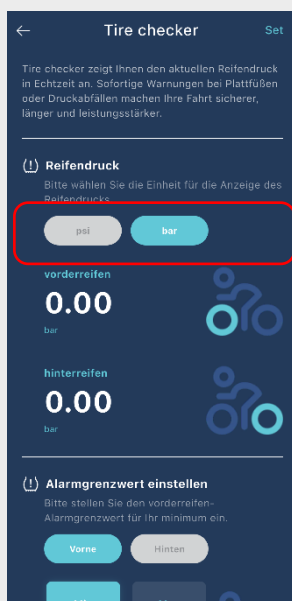 Tire checker Set
Tire checker zeigt Ihnen den aktuellen Reifendruck
in Echtzeit an. Sofortige Warnungen bei Plattfüßen
oder Druckabfällen machen Ihre Fahrt sicherer,
länger und leistungsstärker.
(!) Reifendruck
Bitte wählen Sie die Einheit für die Anzeige des
Reifendrucks
psi bar
vorderreifen
0.00
bar
hinterreifen
0.00
bar
(!) Alarmgrenzwert einstellen
Bitte stellen Sie den vorderreifen-
Alarmgrenzwert für Ihr minimum ein.
Vorne Hinten